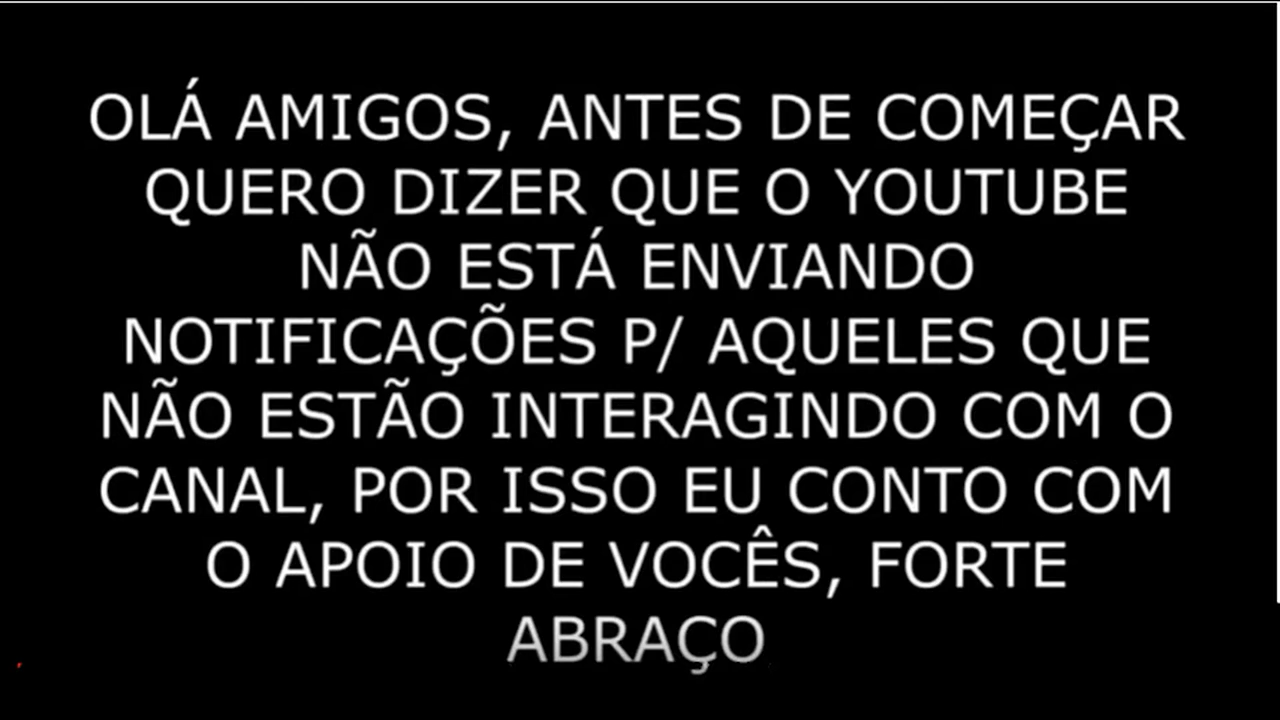 OLÁ AMIGOS, ANTES DE COMEÇAR
QUERO DIZER QUE O YOUTUBE
NÃO ESTÁ ENVIANDO
NOTIFICAÇÕES P/ AQUELES QUE
NÃO ESTÃO INTERAGINDO COM O
CANAL, POR ISSO EU CONTO COM
O APOIO DE VOCÊS, FORTE
ABRAÇO